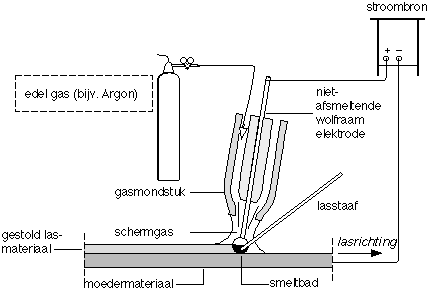 stroombron
+ –
edel gas (bijv. Argon)
niet-
afsmeltende
wolfraam
elektrode
gasmondstuk
lasstaaf
schermgas
gestold las-
materiaal
lasrichting
moedermateriaal
smeltbad